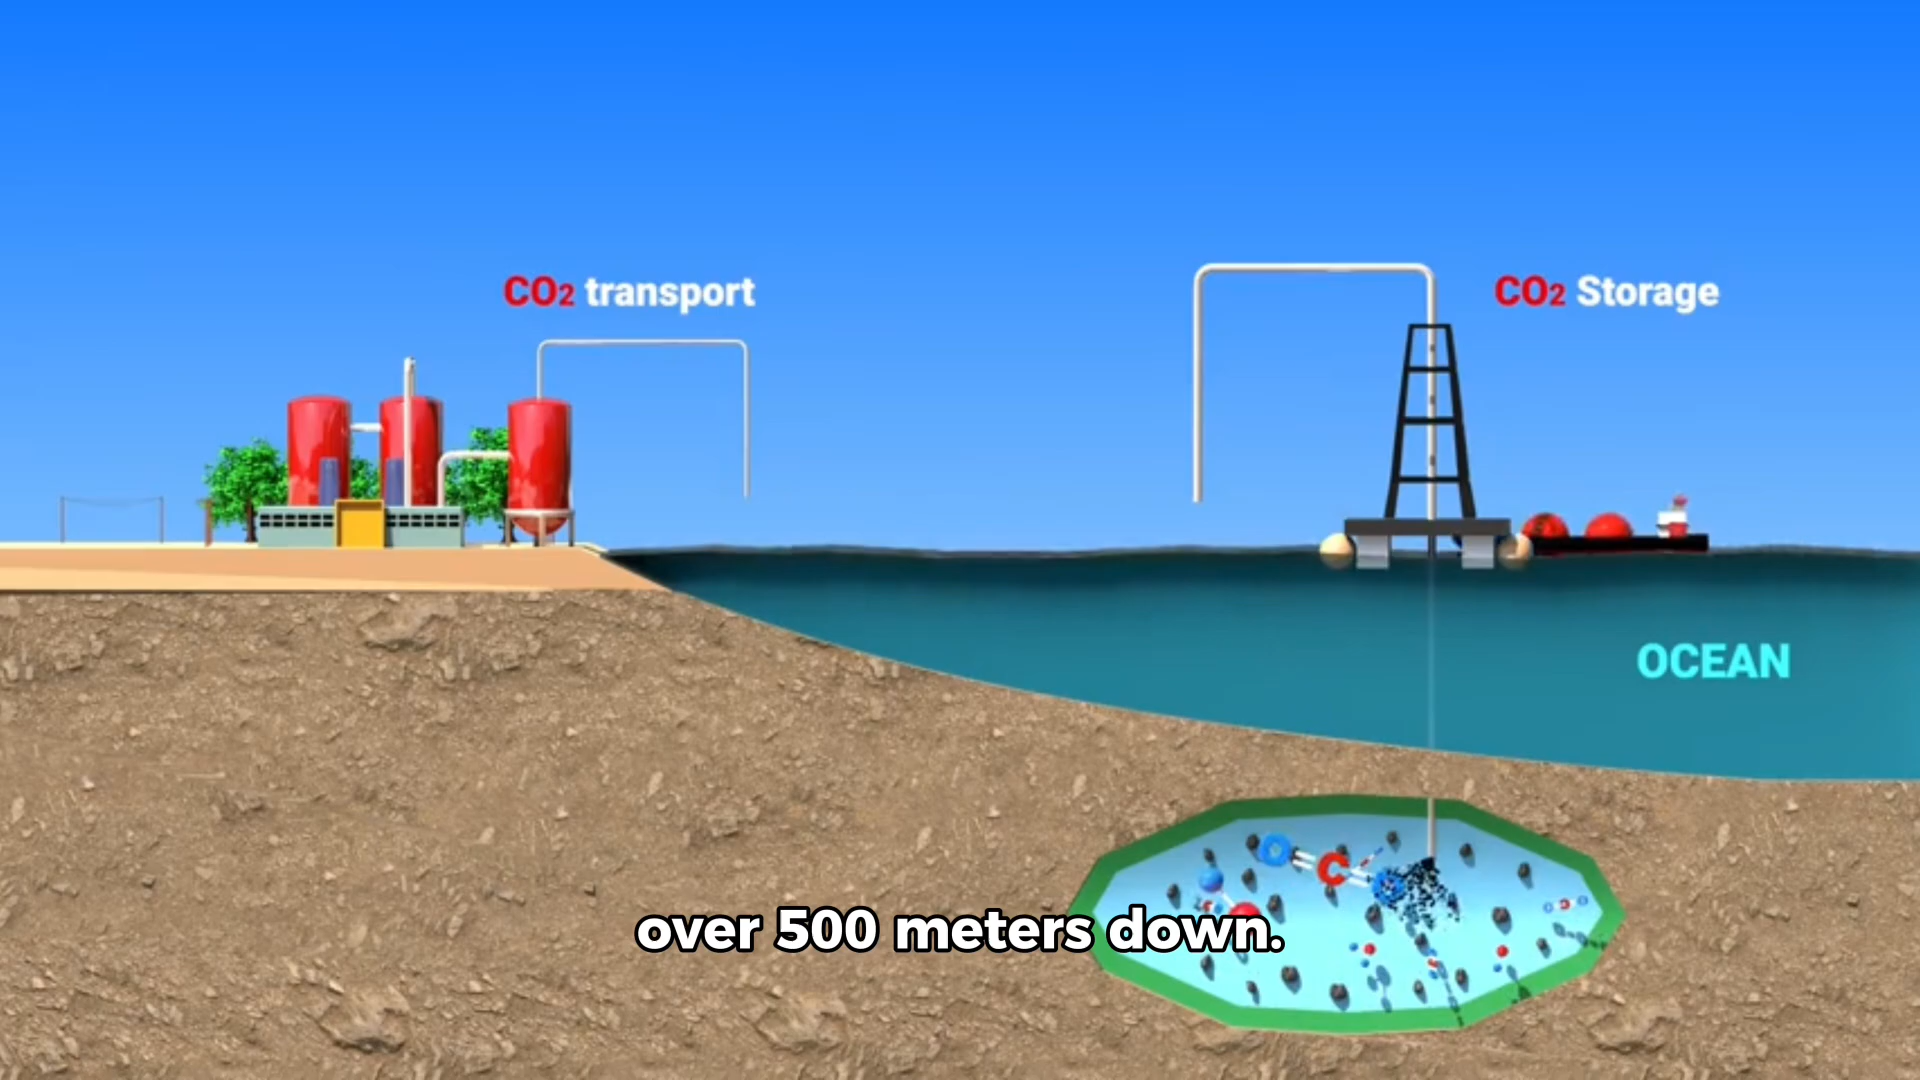 CO2 transport
CO2 Storage
OCEAN
O C O
over 500 meters down.